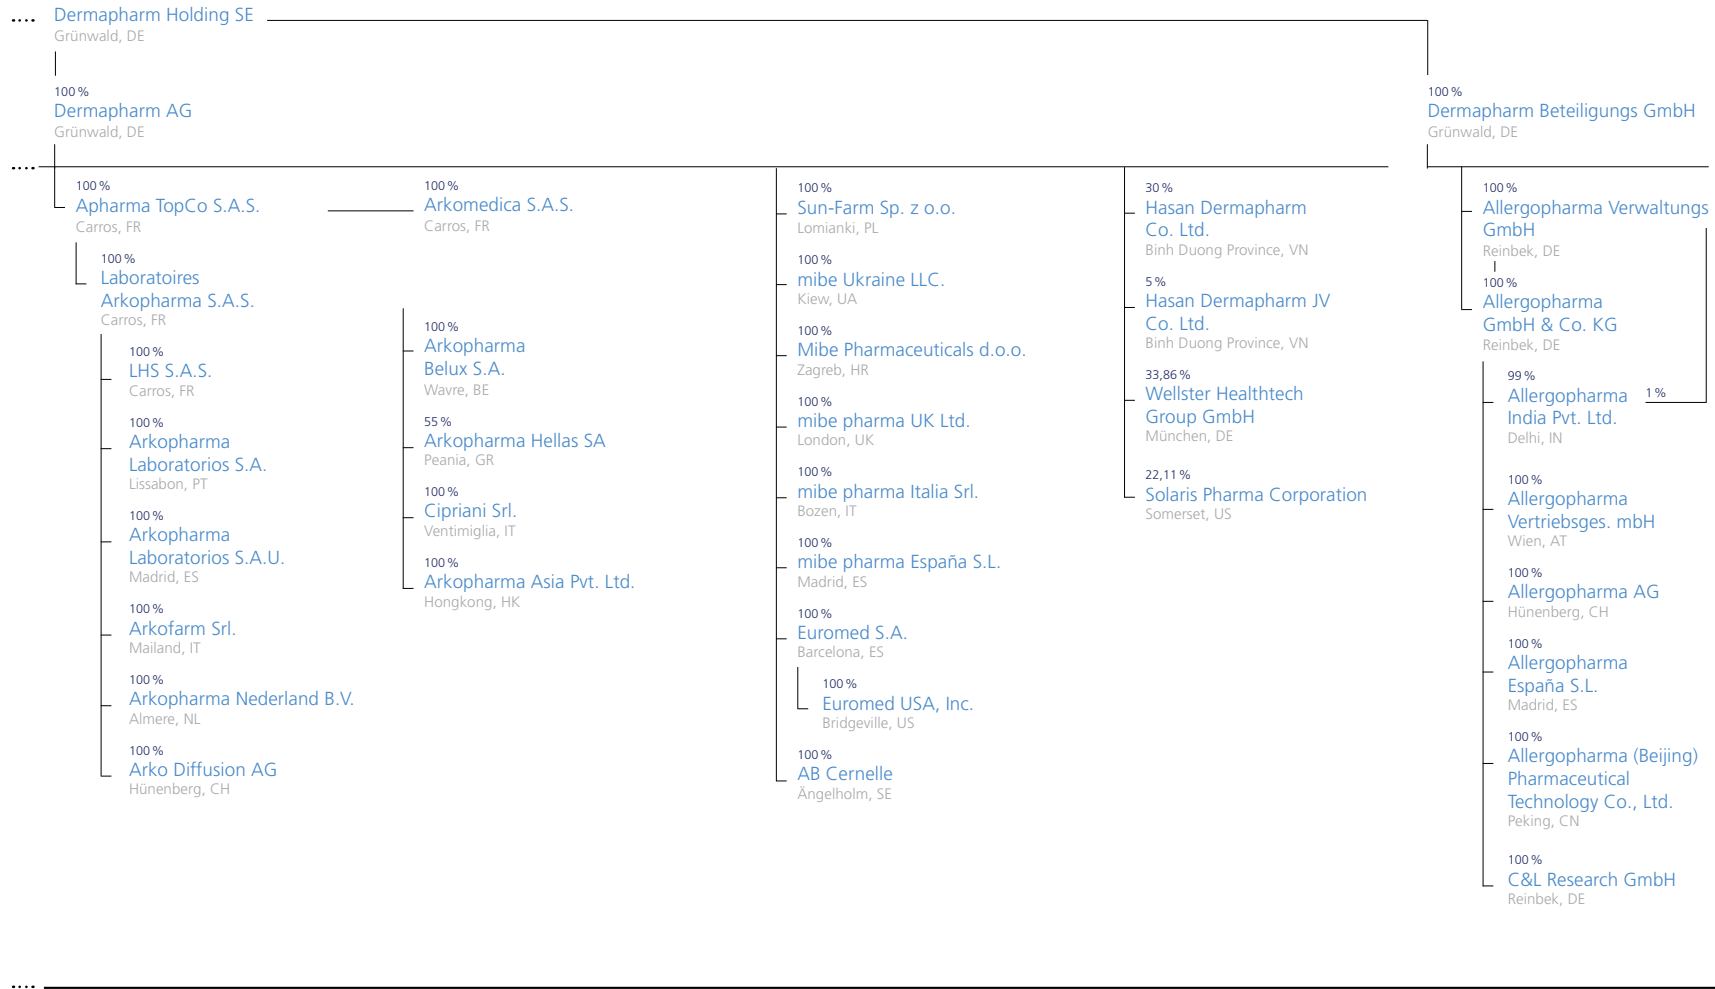 .... Dermapharm Holding SE
Grünwald, DE
100 %
Dermapharm AG
Grünwald, DE
100 %
Dermapharm Beteiligungs GmbH
Grünwald, DE
....
100 %
Apharma TopCo S.A.S.
Carros, FR
100 %
Laboratoires
Arkopharma S.A.S.
Carros, FR
100 %
LHS S.A.S.
Carros, FR
100 %
Arkopharma
Laboratorios S.A.
Lissabon, PT
100 %
Arkopharma
Laboratorios S.A.U.
Madrid, ES
100 %
Arkofarm Srl.
Mailand, IT
100 %
Arkopharma Nederland B.V.
Almere, NL
100 %
Arko Diffusion AG
Hünenberg, CH
100 %
Arkomedica S.A.S.
Carros, FR
100 %
Arkopharma
Belux S.A.
Wavre, BE
55 %
Arkopharma Hellas SA
Peania, GR
100 %
Cipriani Srl.
Ventimiglia, IT
100 %
Arkopharma Asia Pvt. Ltd.
Hongkong, HK
100 %
Sun-Farm Sp. z o.o.
Lomianki, PL
100 %
mibe Ukraine LLC.
Kiew, UA
100 %
Mibe Pharmaceuticals d.o.o.
Zagreb, HR
100 %
mibe pharma UK Ltd.
London, UK
100 %
mibe pharma Italia Srl.
Bozen, IT
100 %
mibe pharma España S.L.
Madrid, ES
100 %
Euromed S.A.
Barcelona, ES
100 %
Euromed USA, Inc.
Bridgeville, US
100 %
AB Cernelle
Ängelholm, SE
30 %
Hasan Dermapharm
Co. Ltd.
Binh Duong Province, VN
5 %
Hasan Dermapharm JV
Co. Ltd.
Binh Duong Province, VN
33,86 %
Wellster Healthtech
Group GmbH
München, DE
22,11 %
Solaris Pharma Corporation
Somerset, US
100 %
Allergopharma Verwaltungs
GmbH
Reinbek, DE
100 %
Allergopharma
GmbH & Co. KG
Reinbek, DE
99 %
Allergopharma 1 %
India Pvt. Ltd.
Delhi, IN
100 %
Allergopharma
Vertriebsges. mbH
Wien, AT
100 %
Allergopharma AG
Hünenberg, CH
100 %
Allergopharma
España S.L.
Madrid, ES
100 %
Allergopharma (Beijing)
Pharmaceutical
Technology Co., Ltd.
Peking, CN
100 %
C&L Research GmbH
Reinbek, DE
....